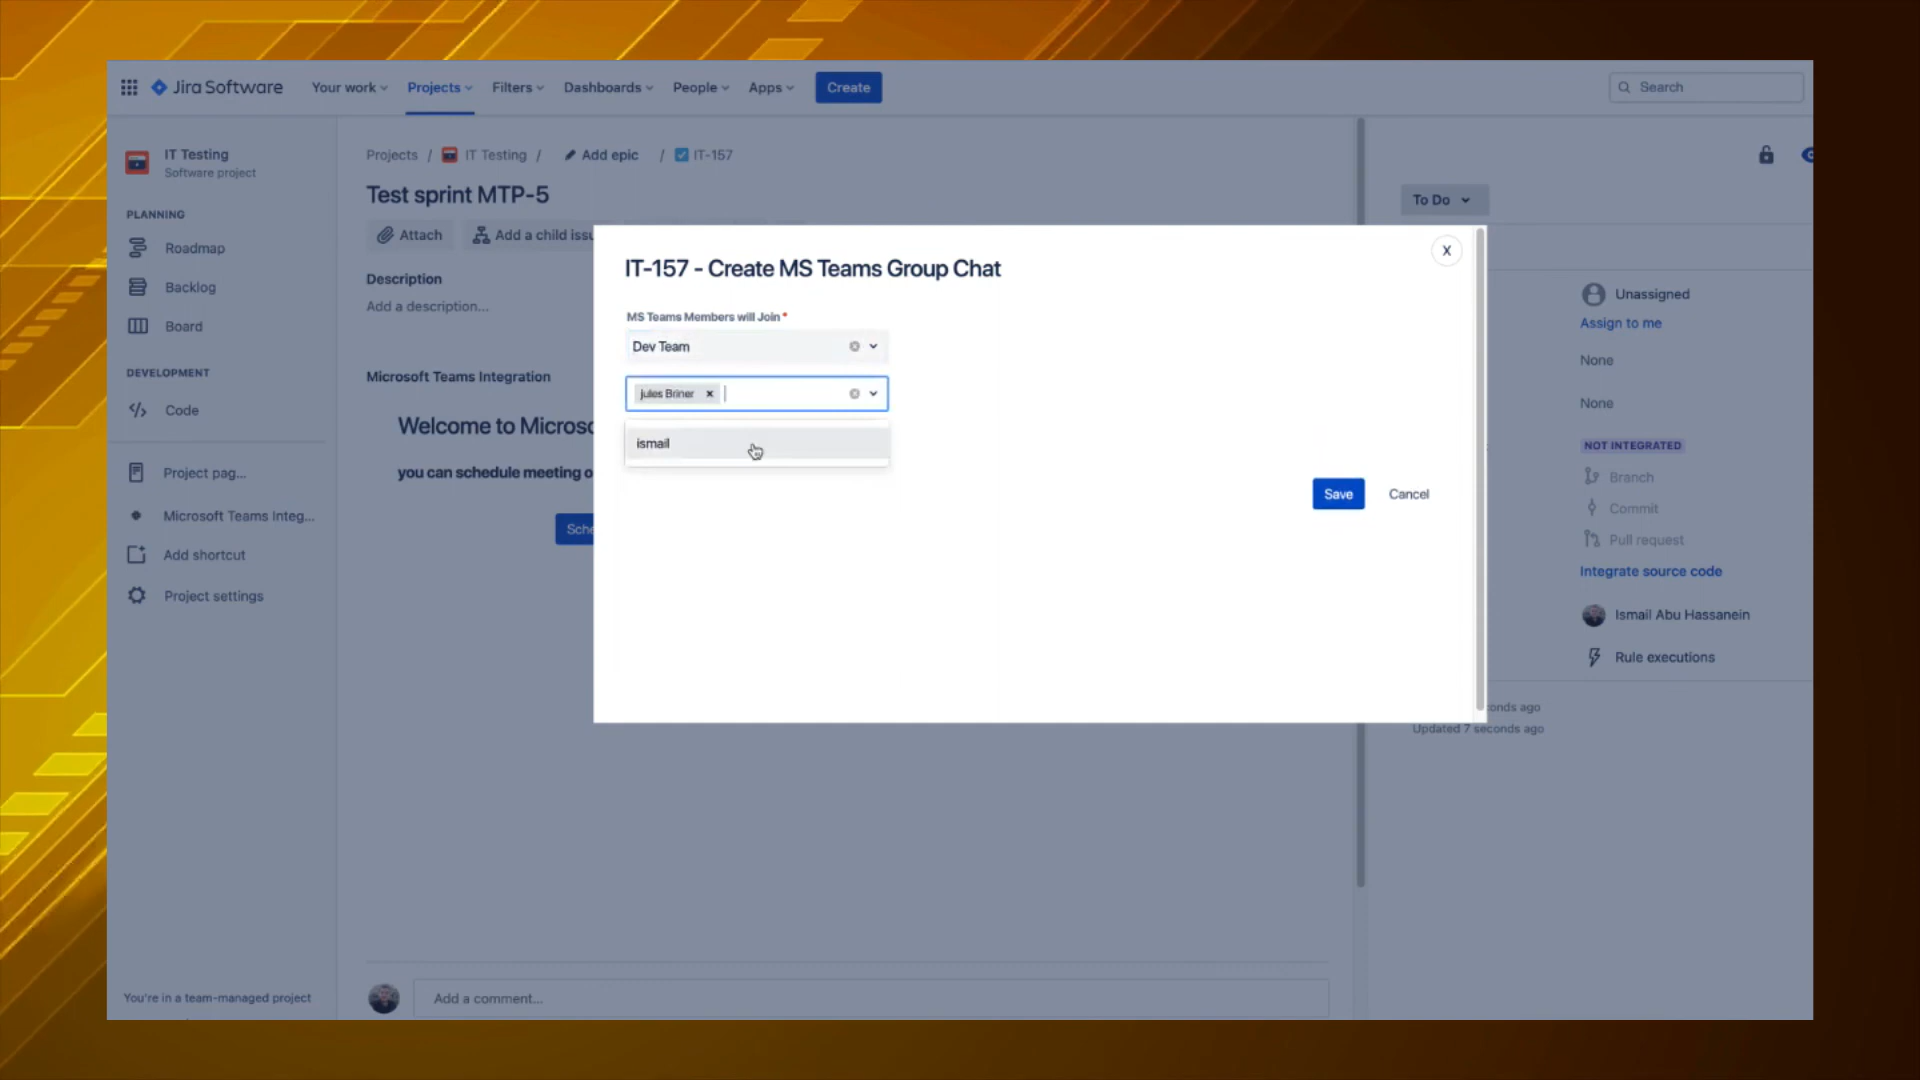 Jira Software
Your work
Projects
Filters
Dashboards
People
Apps
Create
Search
IT Testing
Software project
PLANNING
Roadmap
Backlog
Board
DEVELOPMENT
Code
Project pag...
Microsoft Teams Integ...
Add shortcut
Project settings
You're in a team-managed project
Projects / IT Testing / Add epic / IT-157
Test sprint MTP-5
Attach
Add a child issu
Description
Add a description...
Microsoft Teams Integration
Welcome to Microso
you can schedule meeting o
Sche
Add a comment...
IT-157 - Create MS Teams Group Chat
X
MS Teams Members will Join*
Dev Team
jules Briner
ismail
Save
Cancel
To Do
Unassigned
Assign to me
None
None
NOT INTEGRATED
Branch
Commit
Pull request
Integrate source code
Ismail Abu Hassanein
Rule executions
conds ago
Updated 7 seconds ago